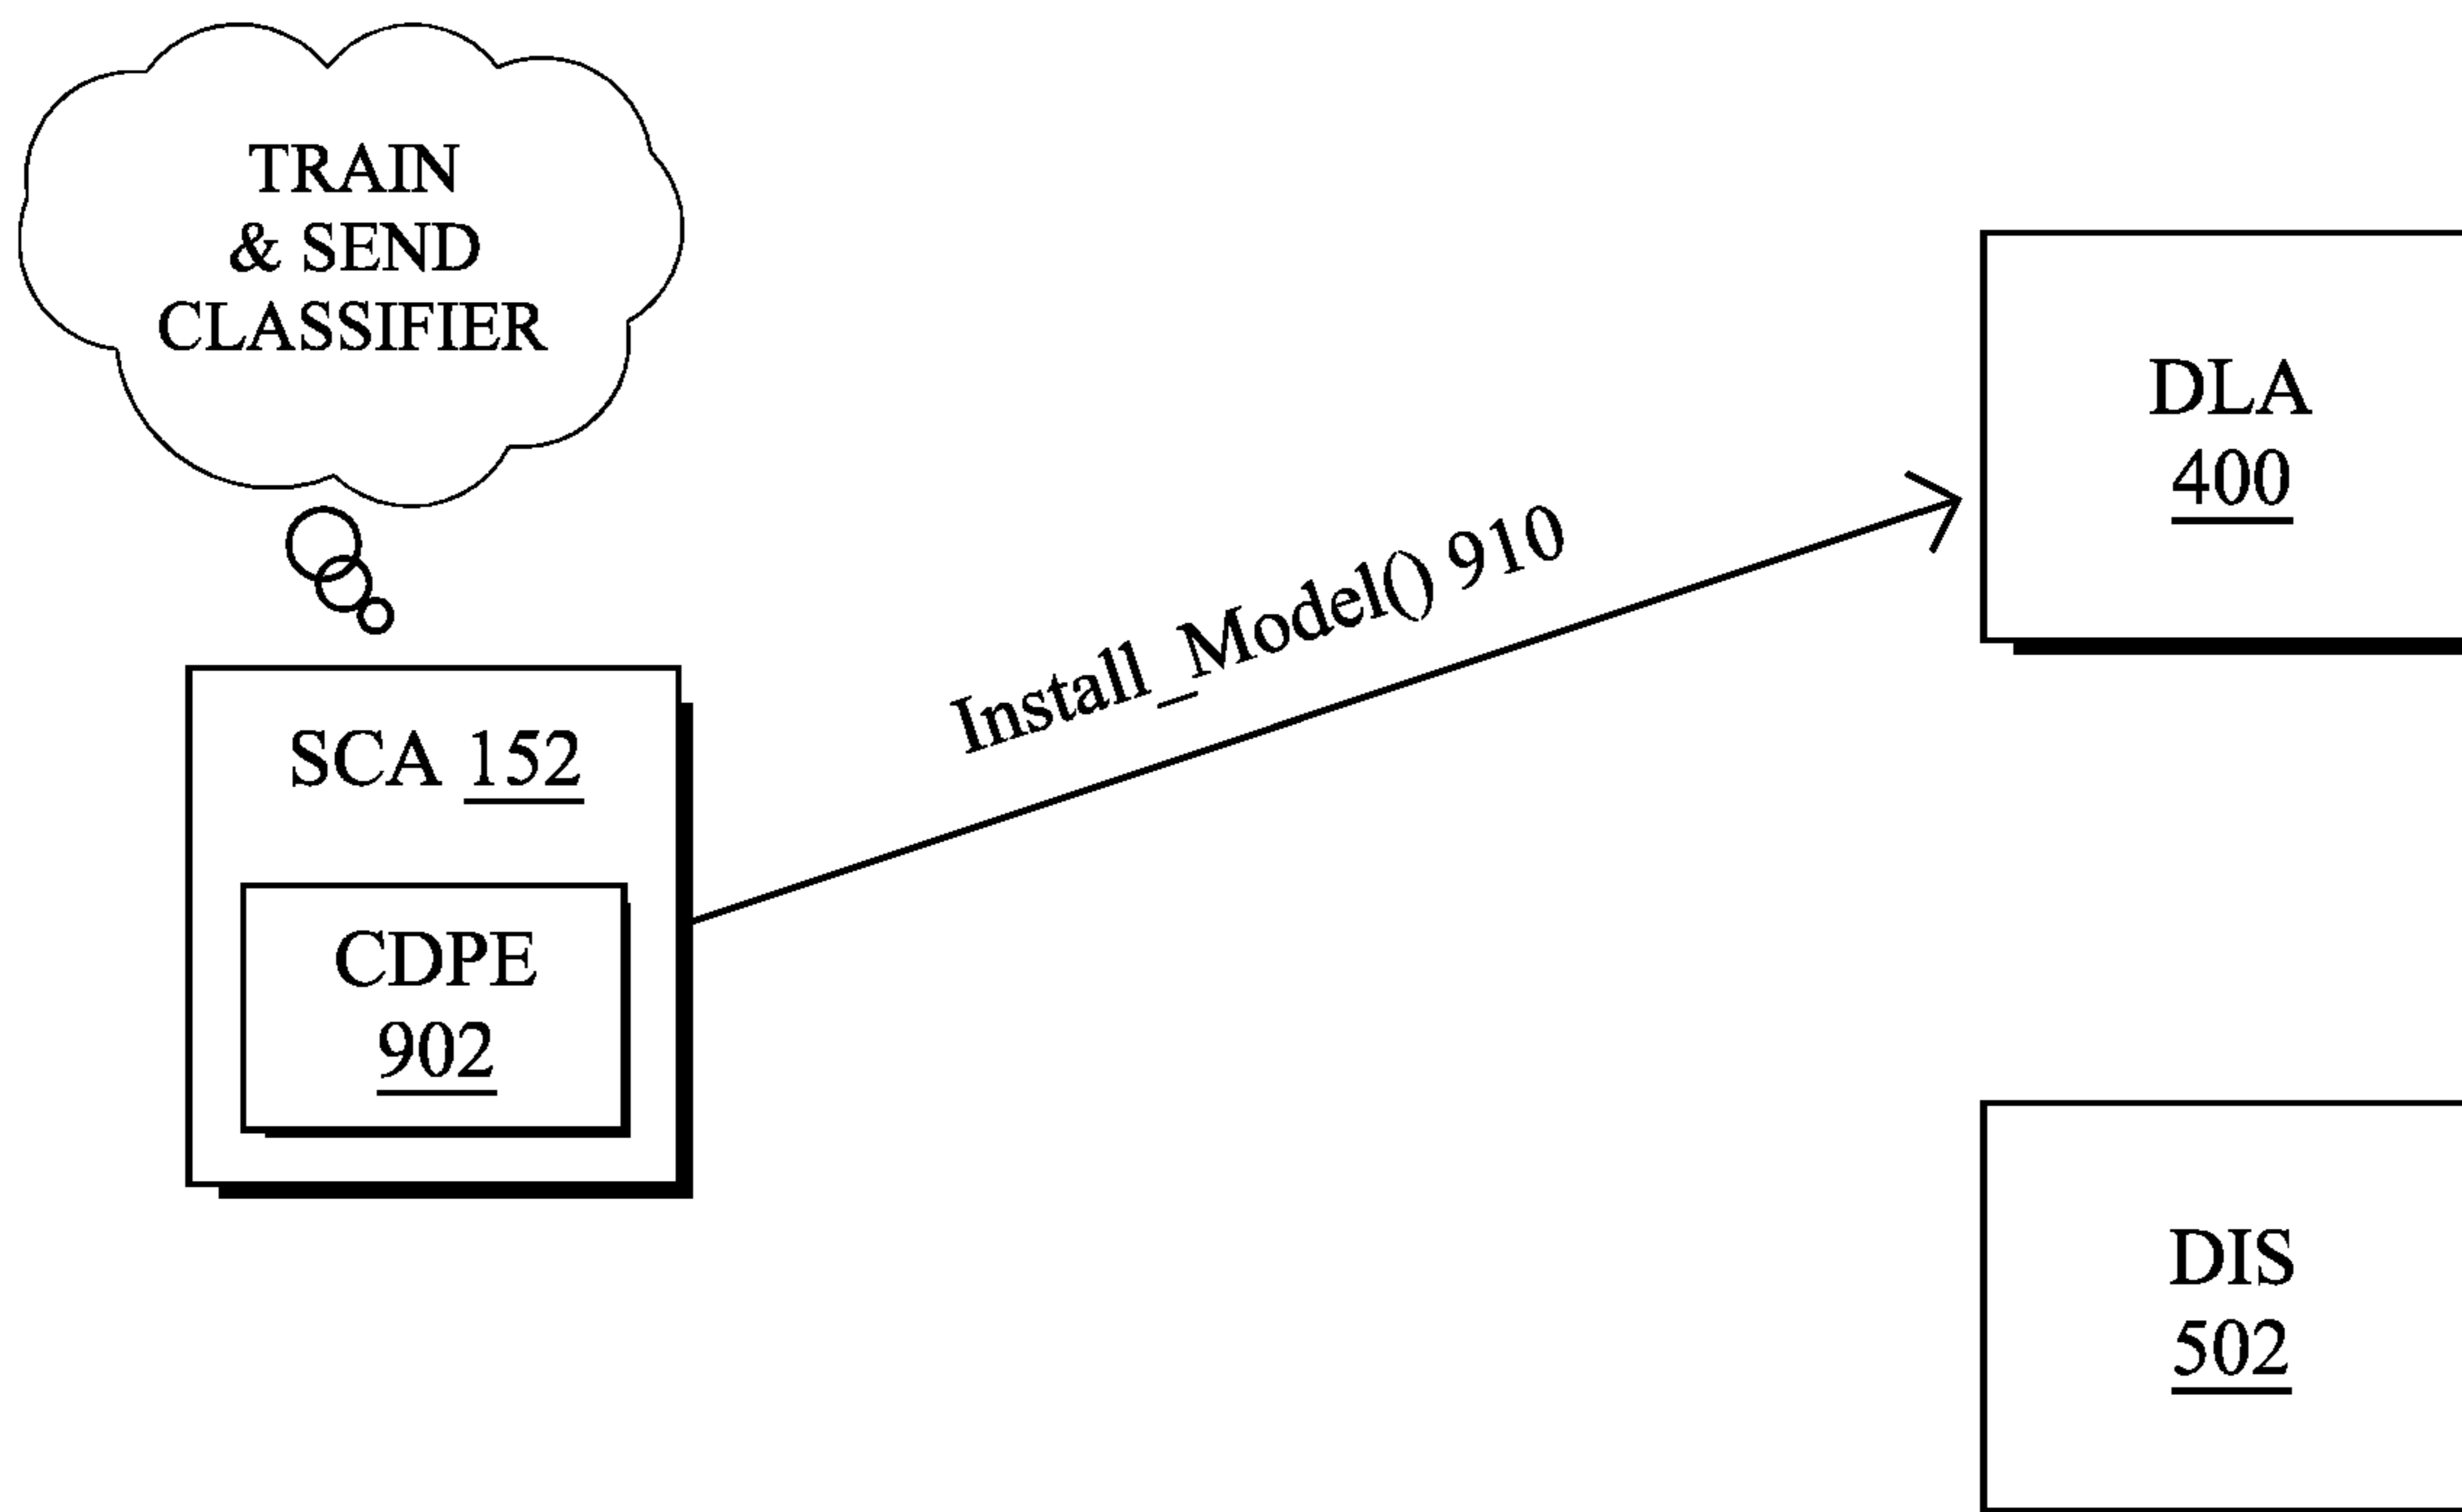 TRAIN
& SEND
CLASSIFIER
SCA 152
CDPE
902
Install_Model() 910
DLA
400
DIS
502